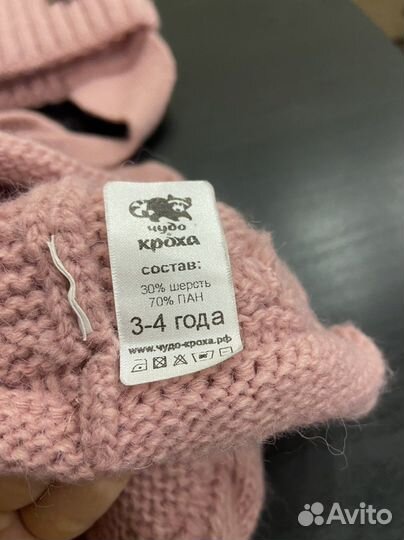 чудо
кроха
состав:
30% шерсть
70% ПАН
3-4 года
www.чудо-кроха.рф
Avito